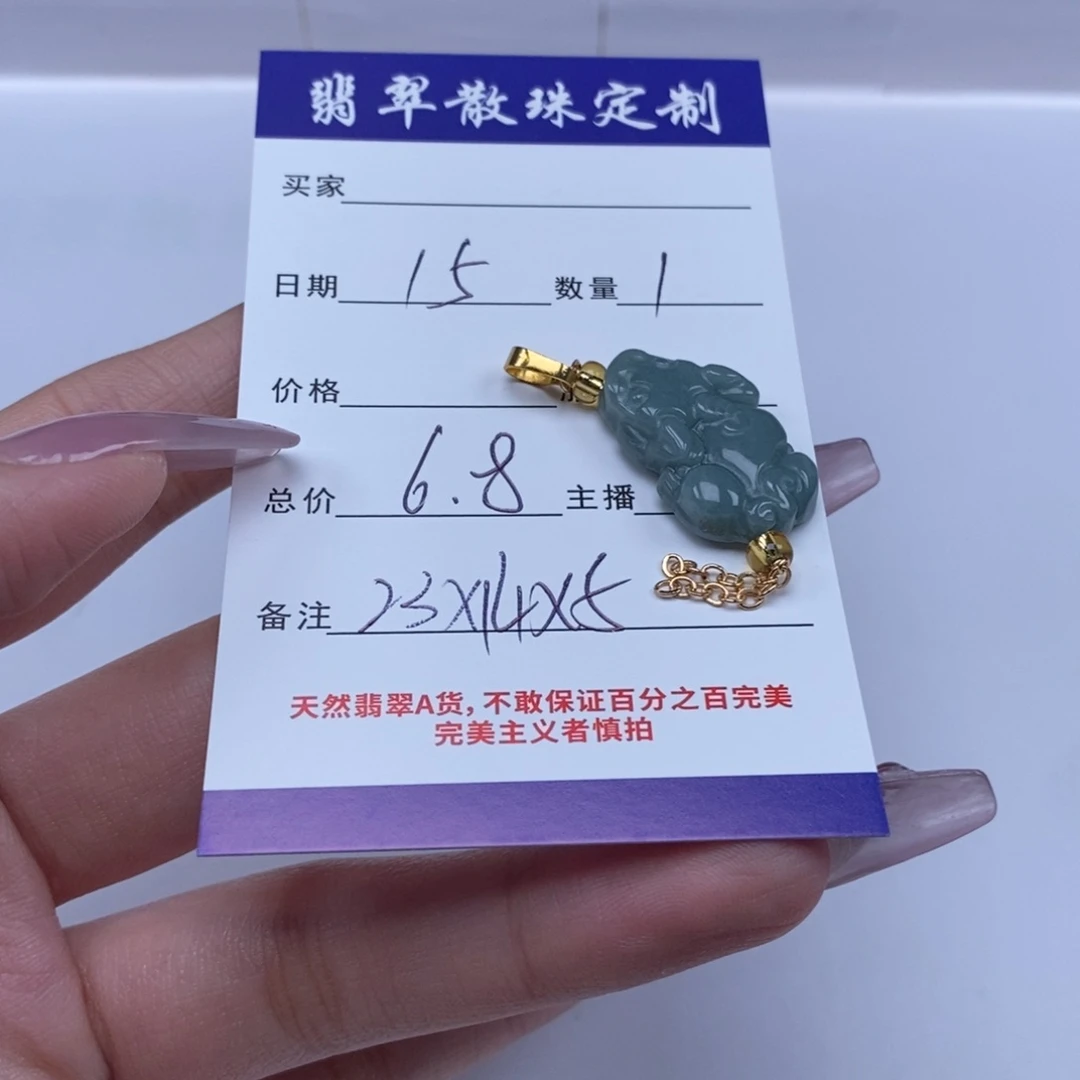 翡翠散珠定制
买家
日期 15 数量 1
价格
总价 6.8 主播
备注 23X14X5
天然翡翠A货,不敢保证百分之百完美
完美主义者慎拍